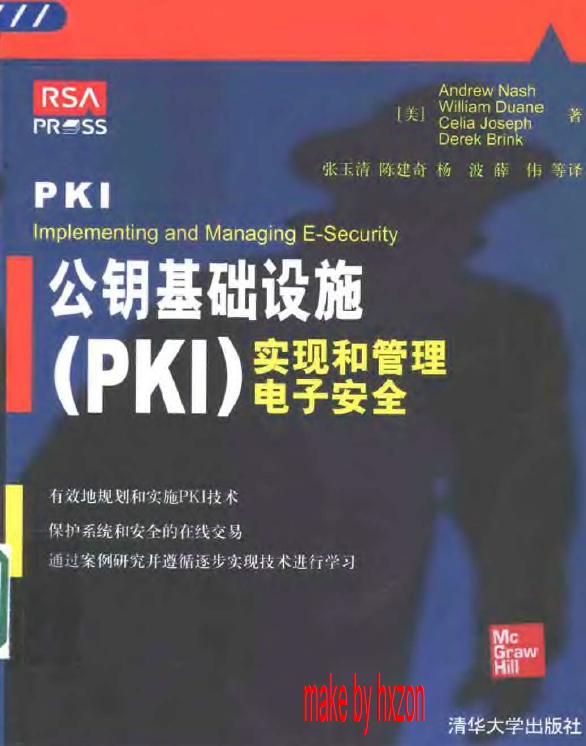 RSA
PRESS
[美]
Andrew Nash
William Duane
Celia Joseph
Derek Brink
著
张玉清 陈建奇 杨 波 薛 伟 等译
PKI
Implementing and Managing E-Security
公钥基础设施
(PKI)
实现和管理
电子安全
有效地规划和实施PKI技术
保护系统和安全的在线交易
通过案例研究并遵循逐步实现技术进行学习
Mc
Graw
Hill
make by hxzon
清华大学出版社